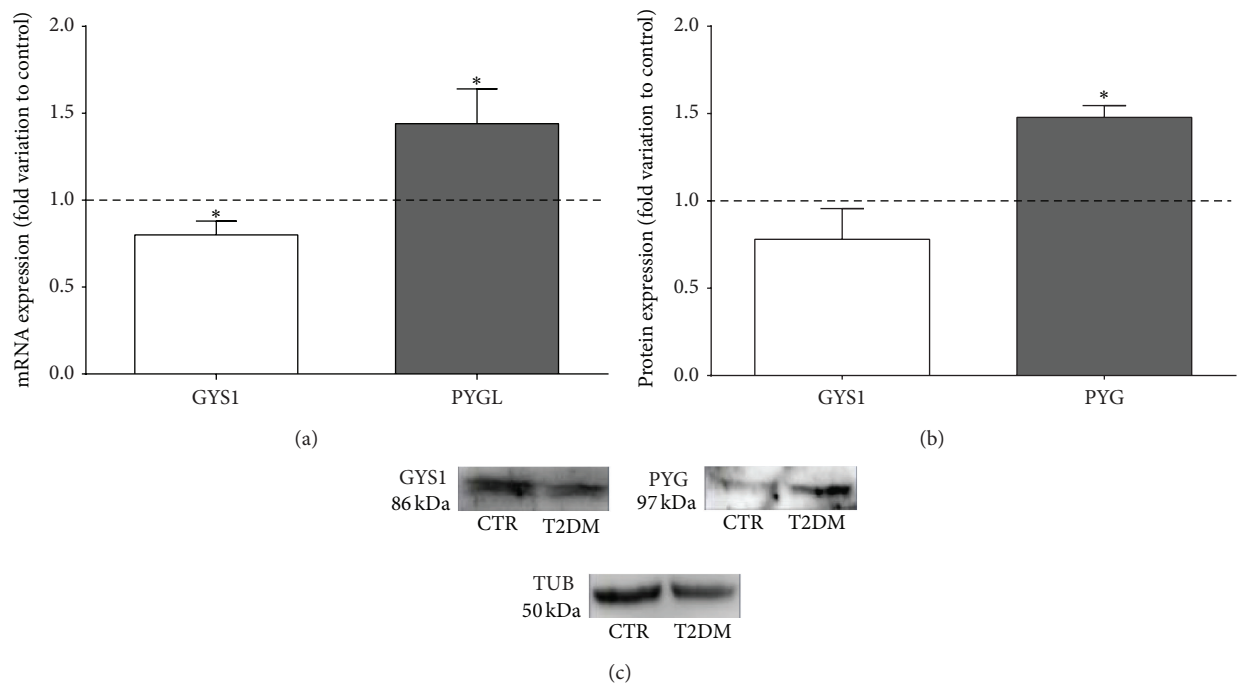 mRNA expression (fold variation to control)
2.0
1.5
1.0
0.5
0.0
*
*
GYS1 PYGL
(a)
Protein expression (fold variation to control)
2.0
1.5
1.0
0.5
0.0
*
GYS1 PYG
(b)
GYS1
86 kDa
CTR T2DM
PYG
97 kDa
CTR T2DM
TUB
50 kDa
CTR T2DM
(c)